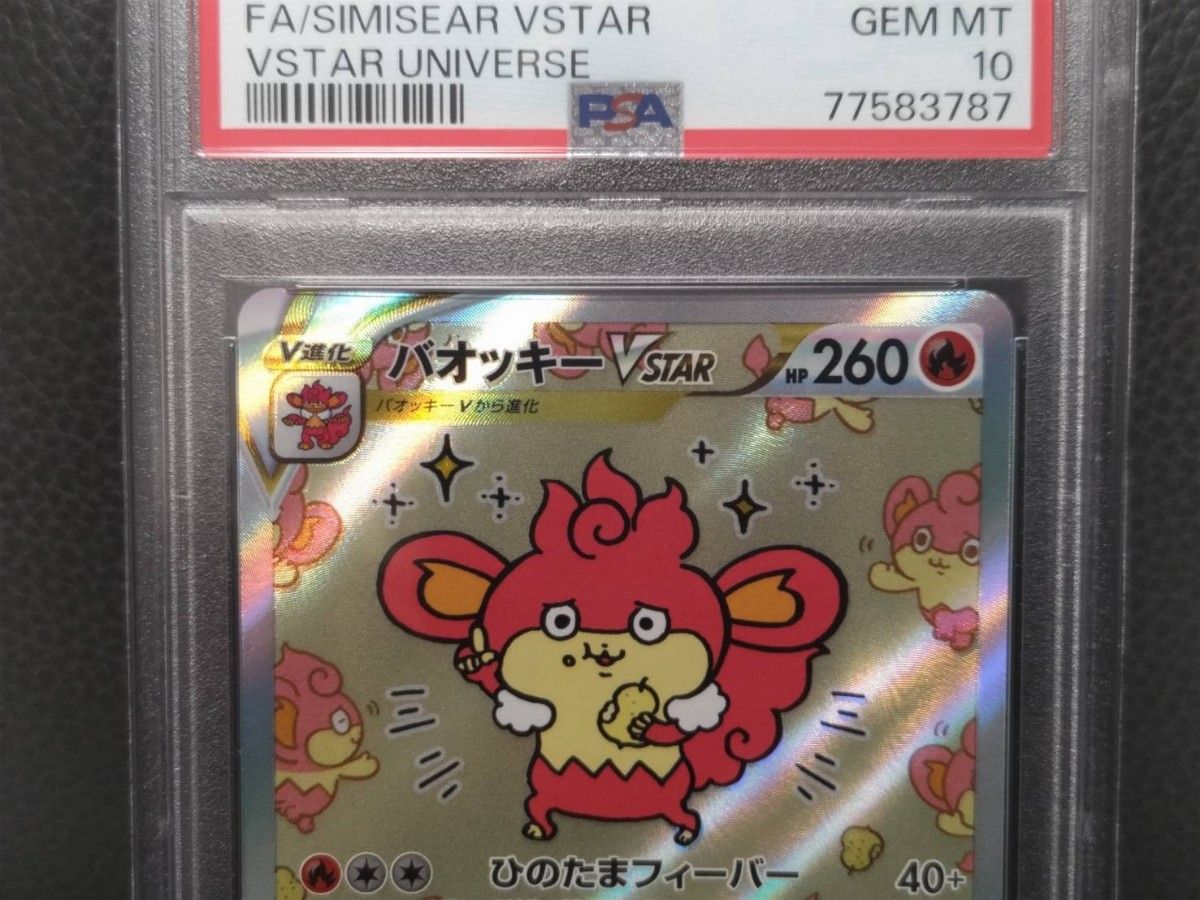 FA/SIMISEAR VSTAR GEM MT
VSTAR UNIVERSE 10
PSA 77583787
V進化 バオッキーVSTAR HP 260
バオッキーVから進化
ひのたまフィーバー 40+